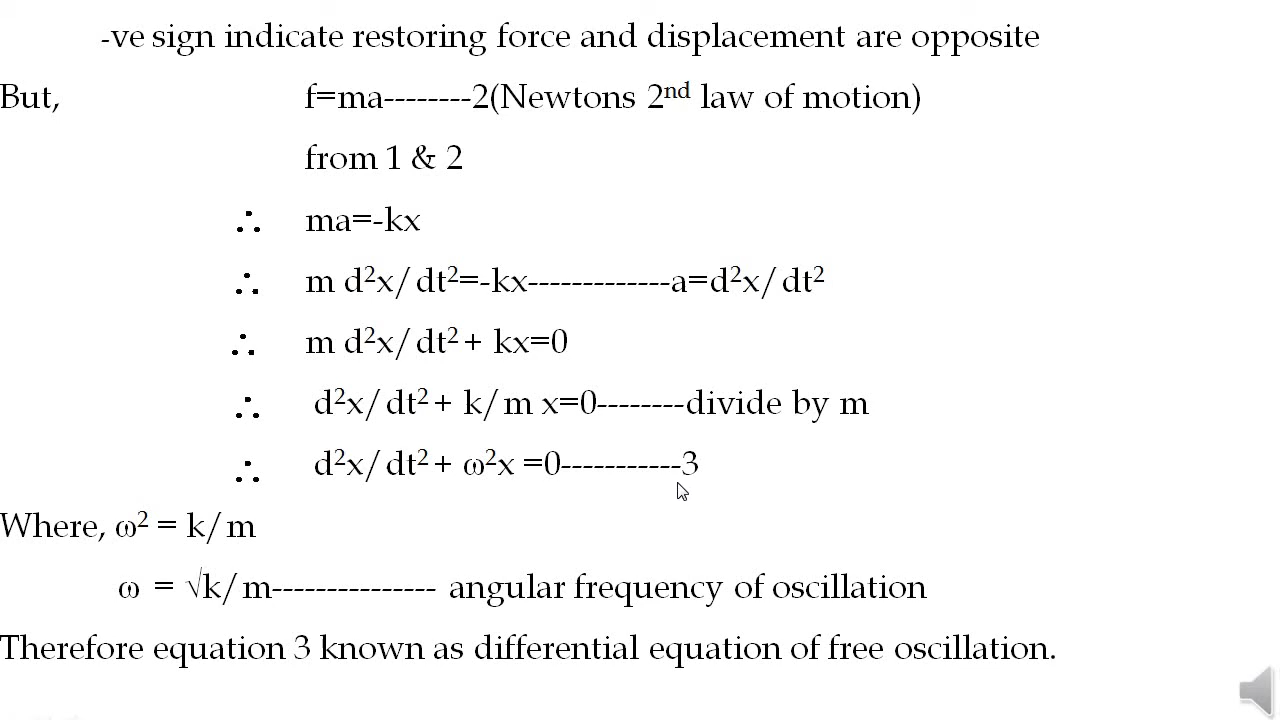 -ve sign indicate restoring force and displacement are opposite
But, f=ma--------2(Newtons 2nd law of motion)
from 1 & 2
∴ ma=-kx
∴ m d²x/dt²=-kx-------------a=d²x/dt²
∴ m d²x/dt² + kx=0
∴ d²x/dt² + k/m x=0--------divide by m
∴ d²x/dt² + ω²x =0-----------3
Where, ω² = k/m
ω = √k/m--------------- angular frequency of oscillation
Therefore equation 3 known as differential equation of free oscillation.